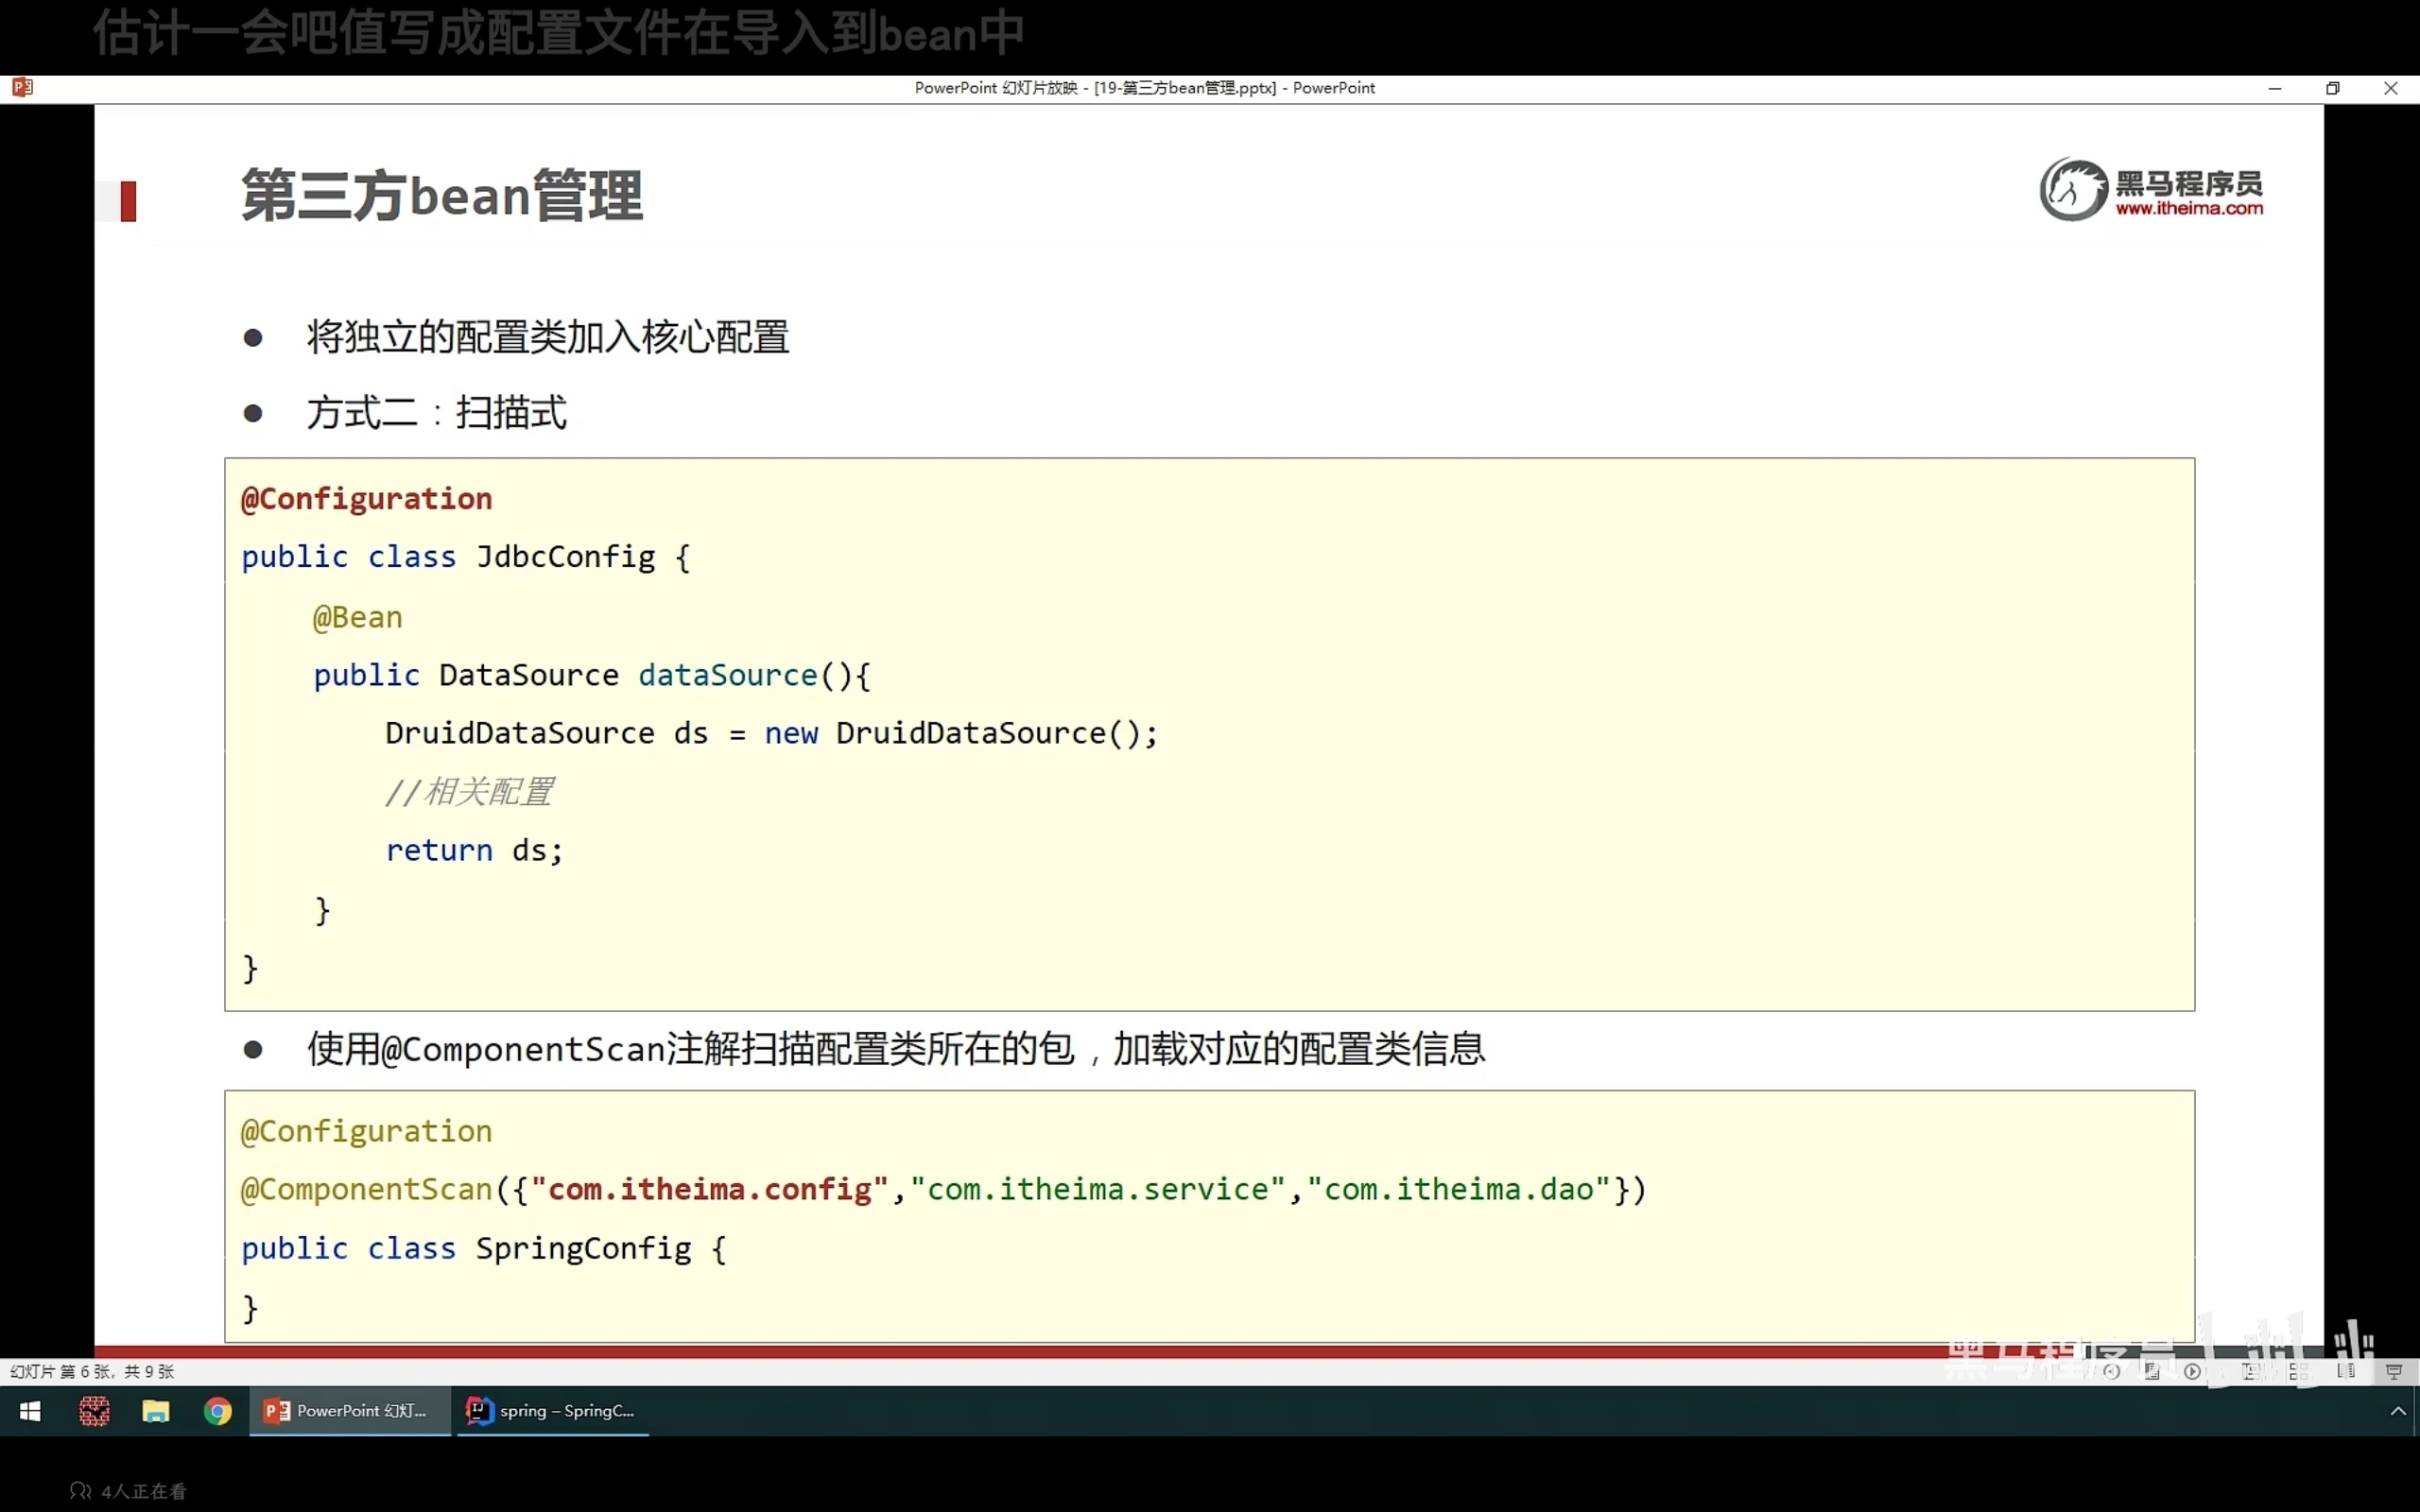 估计一会吧值写成配置文件在导入到bean中
PowerPoint 幻灯片放映 - [19-第三方bean管理.pptx] - PowerPoint
第三方bean管理
黑马程序员
www.itheima.com
将独立的配置类加入核心配置
方式二：扫描式
@Configuration
public class JdbcConfig {
@Bean
public DataSource dataSource(){
DruidDataSource ds = new DruidDataSource();
//相关配置
return ds;
}
}
使用@ComponentScan注解扫描配置类所在的包，加载对应的配置类信息
@Configuration
@ComponentScan({"com.itheima.config","com.itheima.service","com.itheima.dao"})
public class SpringConfig {
}
黑马程序员
幻灯片 第 6 张，共 9 张
PowerPoint 幻灯...
spring – SpringC...
4人正在看